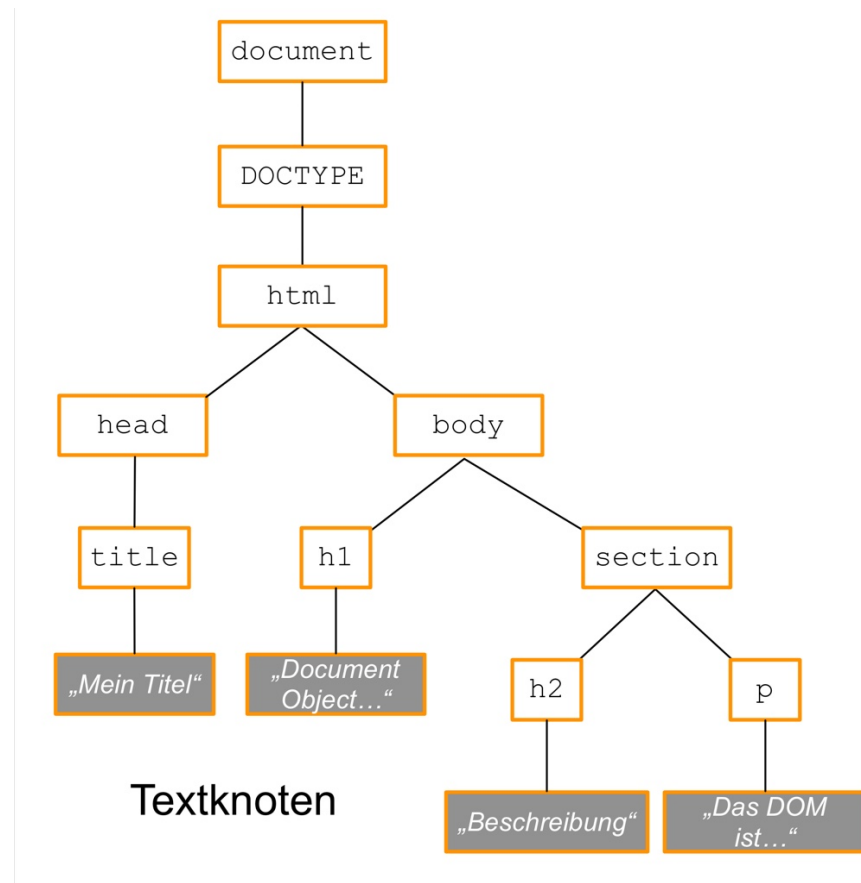 document
DOCTYPE
html
head
body
title
h1
section
„Mein Titel“
„Document
Object…“
h2
p
Textknoten
„Beschreibung“
„Das DOM
ist…“